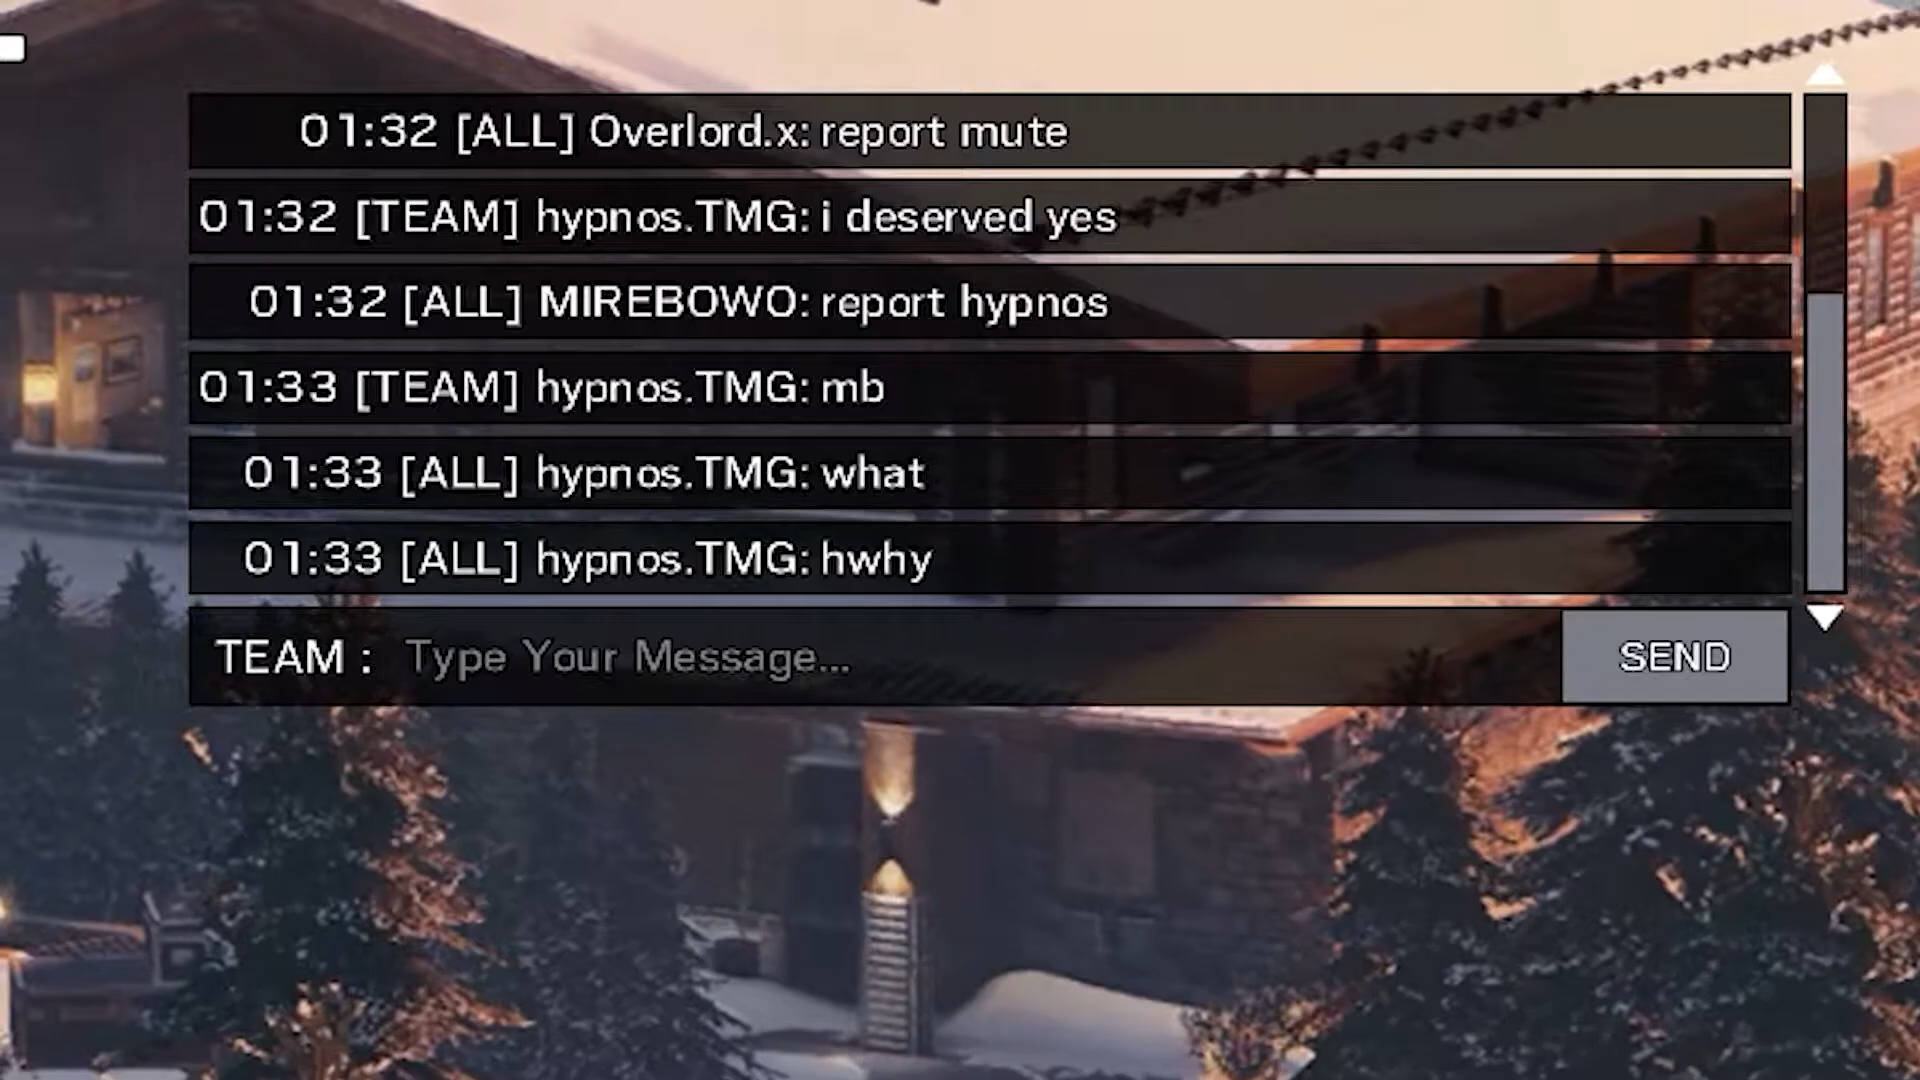 01:32 [ALL] Overlord.x: report mute
01:32 [TEAM] hypnos.TMG: i deserved yes
01:32 [ALL] MIREBOWO: report hypnos
01:33 [TEAM] hypnos.TMG: mb
01:33 [ALL] hypnos.TMG: what
01:33 [ALL] hypnos.TMG: hwhy
TEAM : Type Your Message... SEND